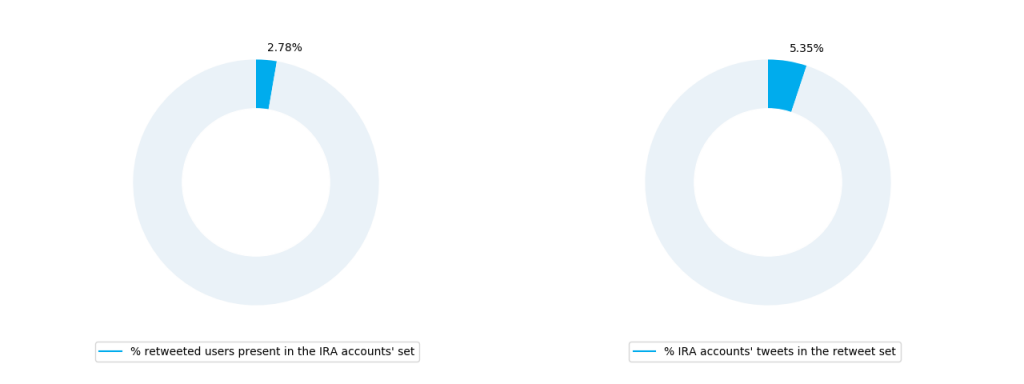 2.78%
5.35%
% retweeted users present in the IRA accounts' set
% IRA accounts' tweets in the retweet set